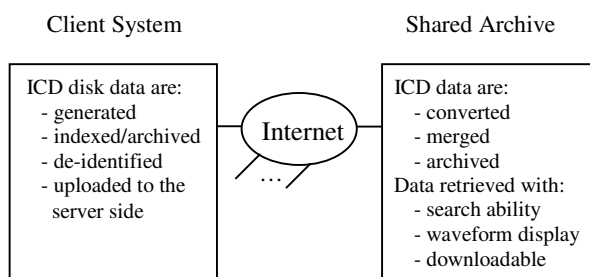 Client System
ICD disk data are:
- generated
- indexed/archived
- de-identified
- uploaded to the
server side
Internet
...
Shared Archive
ICD data are:
- converted
- merged
- archived
Data retrieved with:
- search ability
- waveform display
- downloadable